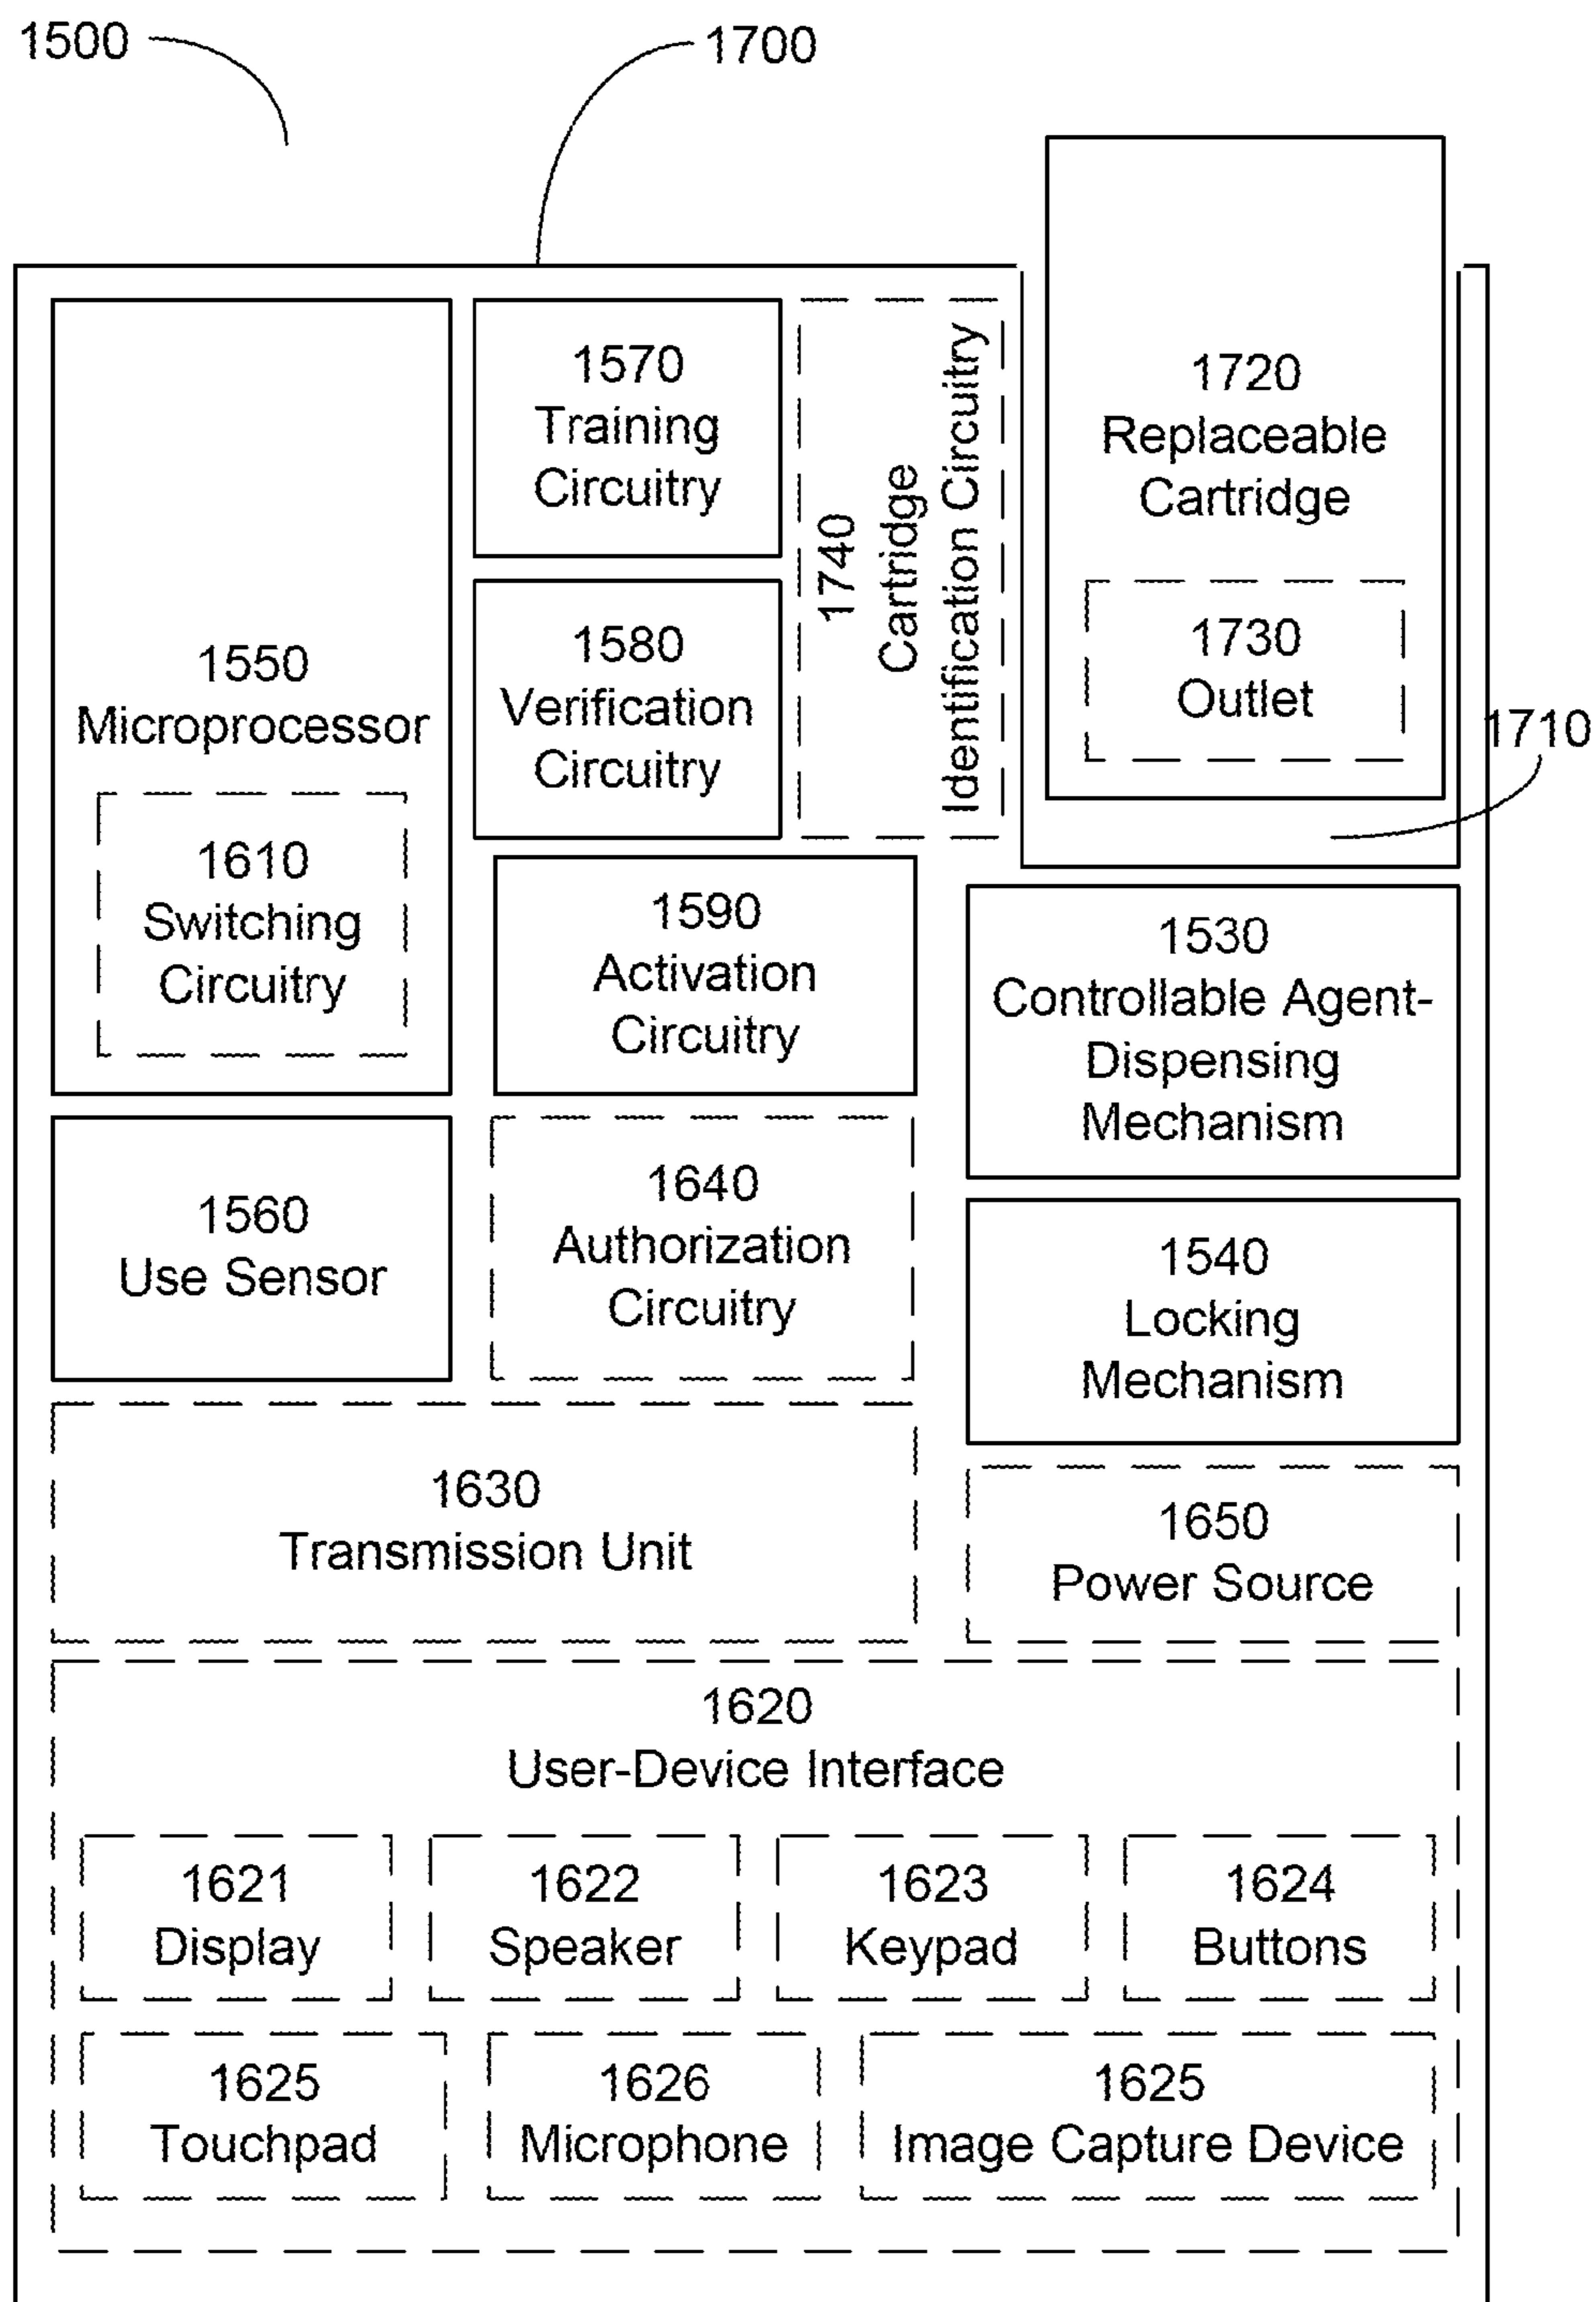 1500
1700
1550
Microprocessor
1610
Switching
Circuitry
1570
Training
Circuitry
1580
Verification
Circuitry
1740
Cartridge
Identification Circuitry
1720
Replaceable
Cartridge
1730
Outlet
1710
1590
Activation
Circuitry
1530
Controllable Agent-
Dispensing
Mechanism
1560
Use Sensor
1640
Authorization
Circuitry
1540
Locking
Mechanism
1630
Transmission Unit
1650
Power Source
1620
User-Device Interface
1621
Display
1622
Speaker
1623
Keypad
1624
Buttons
1625
Touchpad
1626
Microphone
1625
Image Capture Device